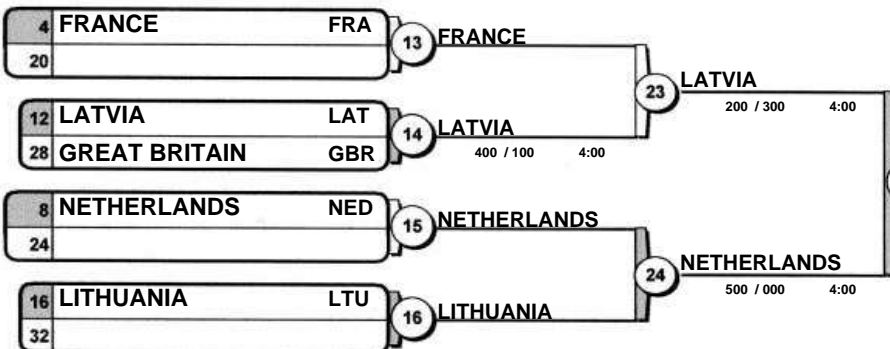 4 FRANCE FRA
20
13 FRANCE
12 LATVIA LAT
28 GREAT BRITAIN GBR
14 LATVIA
400 / 100 4:00
23 LATVIA
200 / 300 4:00
8 NETHERLANDS NED
24
15 NETHERLANDS
16 LITHUANIA LTU
32
16 LITHUANIA
24 NETHERLANDS
500 / 000 4:00